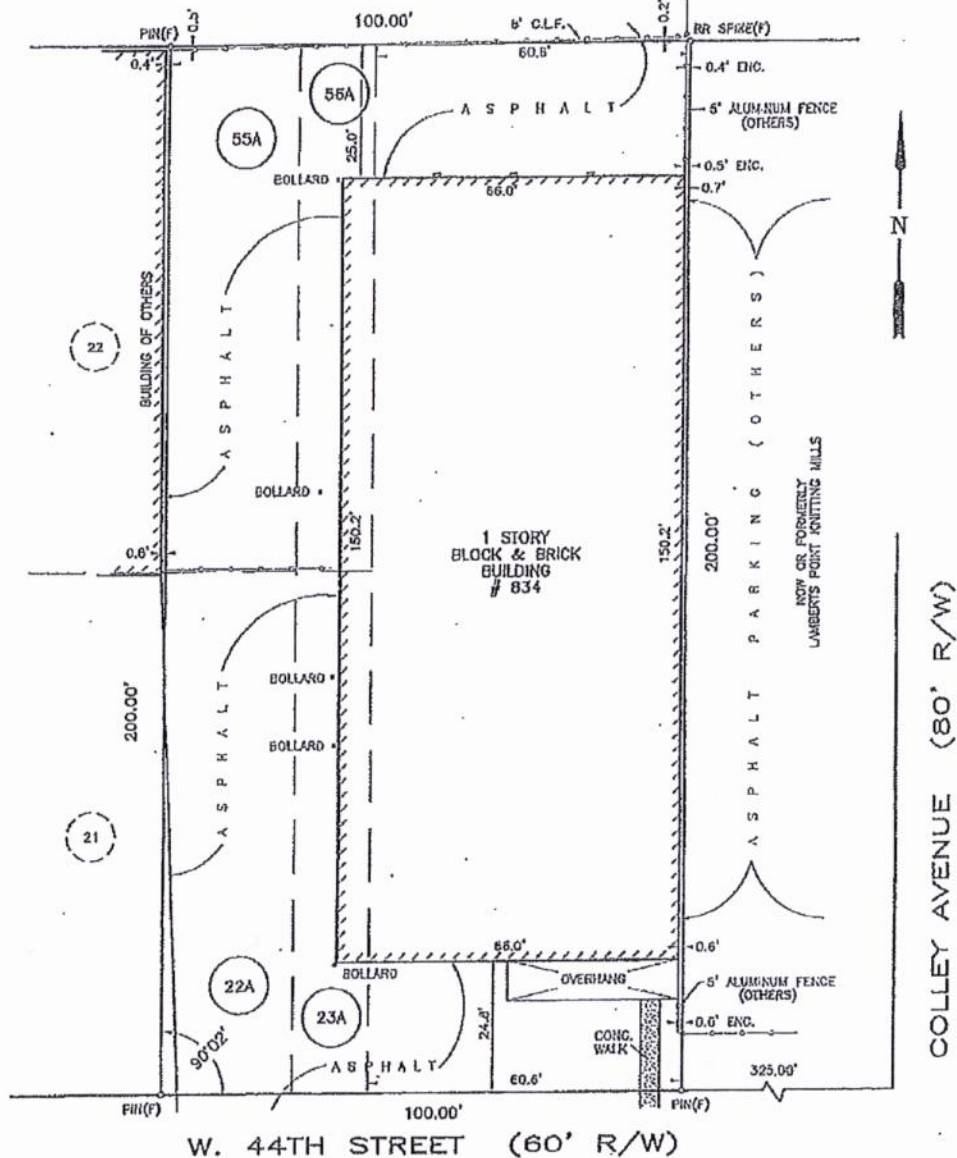 100.00'
6' C.L.F.
0.2'
0.5'
PIN(F)
60.6'
RR SPIKE(F)
0.4'
0.4' ENC.
56A
ASPHALT
5' ALUMINUM FENCE
(OTHERS)
55A
25.0'
0.5' ENC.
BOLLARD
66.0'
0.7'
N
BUILDING OF OTHERS
ASPHALT
22
ASPHALT PARKING (OTHERS)
NOW OR FORMERLY
LAMBERTS POINT KNITTING MILLS
BOLLARD
150.2'
1 STORY
BLOCK & BRICK
BUILDING
# 834
150.2'
200.00'
0.6'
COLLEY AVENUE (80' R/W)
ASPHALT
BOLLARD
200.00'
BOLLARD
21
66.0'
0.6'
BOLLARD
OVERHANG
5' ALUMINUM FENCE
(OTHERS)
22A
23A
24.8'
0.6' ENC.
CONC.
WALK
90°02'
ASPHALT
60.6'
325.00'
PIN(F)
100.00'
PIN(F)
W. 44TH STREET (60' R/W)